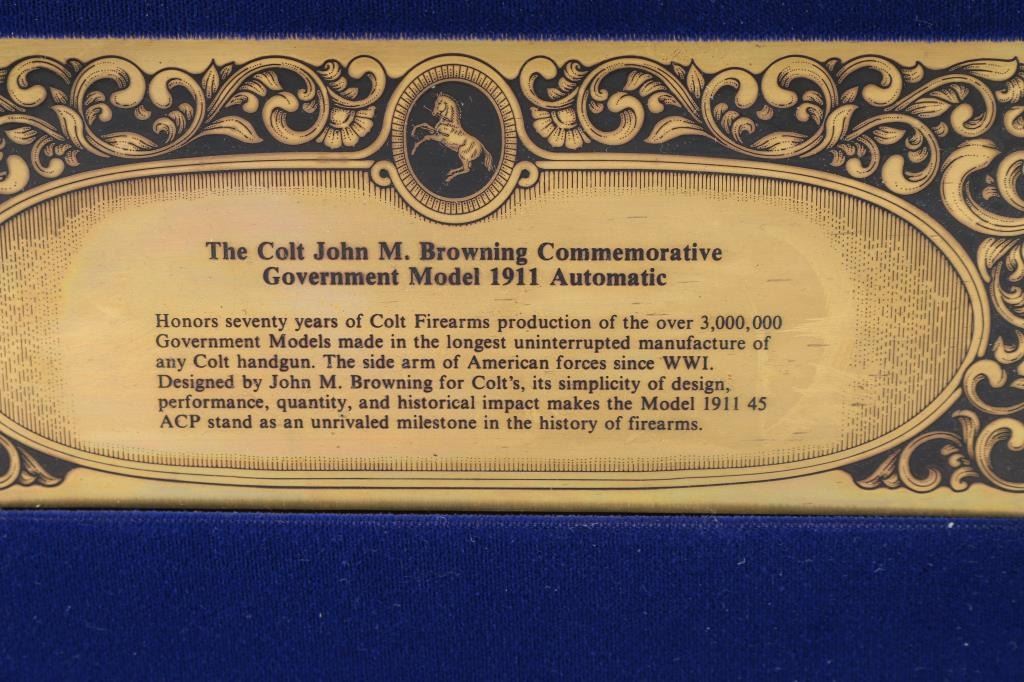 The Colt John M. Browning Commemorative
Government Model 1911 Automatic
Honors seventy years of Colt Firearms production of the over 3,000,000
Government Models made in the longest uninterrupted manufacture of
any Colt handgun. The side arm of American forces since WWI.
Designed by John M. Browning for Colt's, its simplicity of design,
performance, quantity, and historical impact makes the Model 1911 45
ACP stand as an unrivaled milestone in the history of firearms.